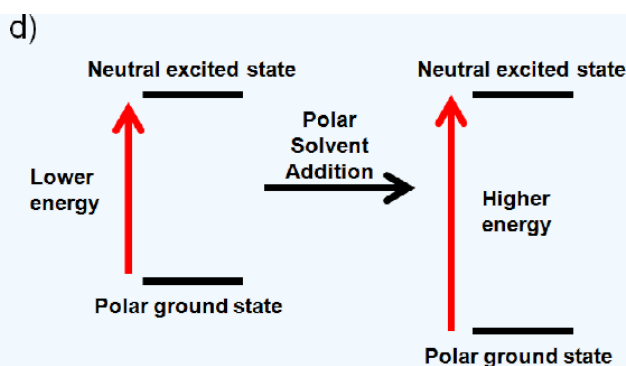 d)
Neutral excited state
Neutral excited state
Polar
Solvent
Addition
Lower
energy
Higher
energy
Polar ground state
Polar ground state